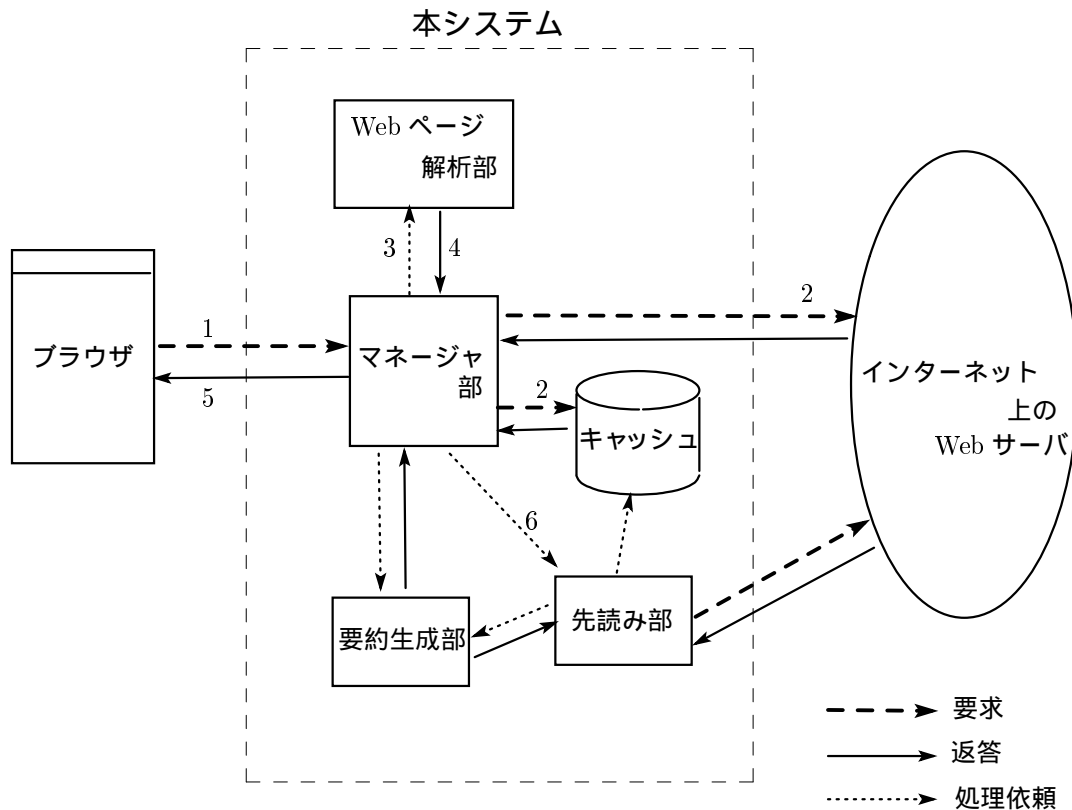 本システム
Web ページ
解析部
3
4
2
1
ブラウザ
マネージャ
部
5
2
キャッシュ
インターネット
上の
Web サーバ
6
要約生成部
先読み部
要求
返答
処理依頼